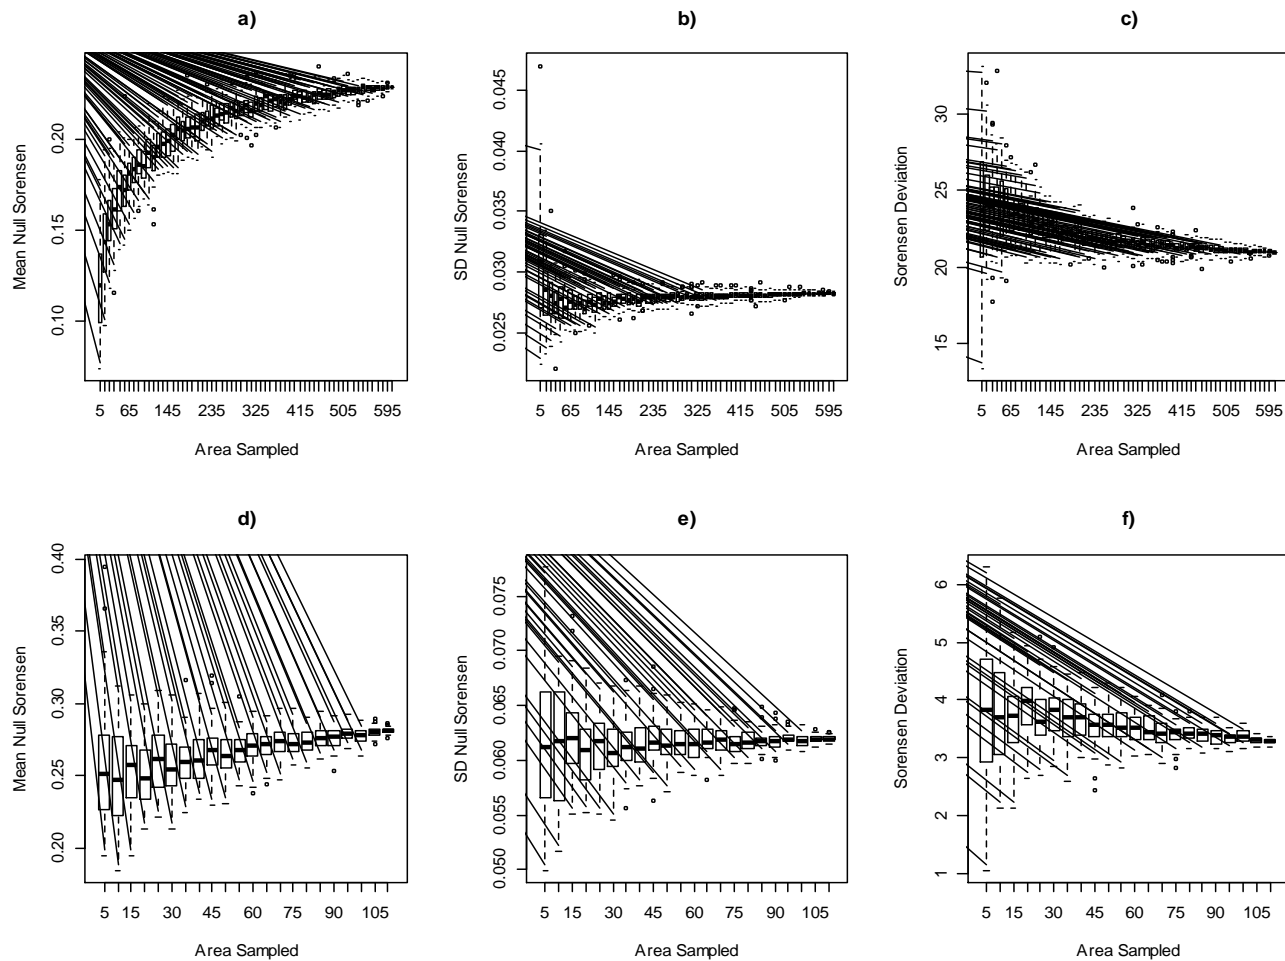 a)
Mean Null Sorensen
0.10 0.15 0.20
5 65 145 235 325 415 505 595
Area Sampled
b)
SD Null Sorensen
0.025 0.030 0.035 0.040 0.045
5 65 145 235 325 415 505 595
Area Sampled
c)
Sorensen Deviation
15 20 25 30
5 65 145 235 325 415 505 595
Area Sampled
d)
Mean Null Sorensen
0.20 0.25 0.30 0.35 0.40
5 15 30 45 60 75 90 105
Area Sampled
e)
SD Null Sorensen
0.050 0.055 0.060 0.065 0.070 0.075
5 15 30 45 60 75 90 105
Area Sampled
f)
Sorensen Deviation
1 2 3 4 5 6
5 15 30 45 60 75 90 105
Area Sampled